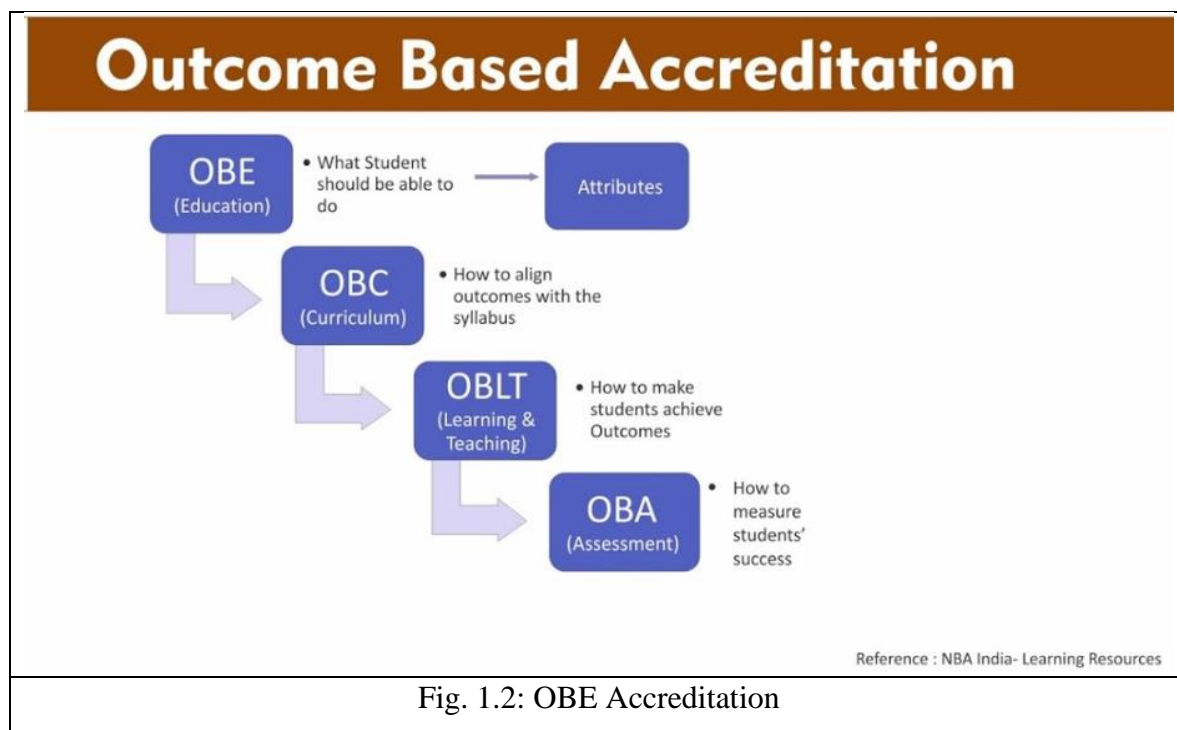 Outcome Based Accreditation
OBE
(Education)
• What Student
should be able to
do
Attributes
OBC
(Curriculum)
• How to align
outcomes with the
syllabus
OBLT
(Learning &
Teaching)
• How to make
students achieve
Outcomes
OBA
(Assessment)
• How to
measure
students’
success
Reference : NBA India- Learning Resources
Fig. 1.2: OBE Accreditation